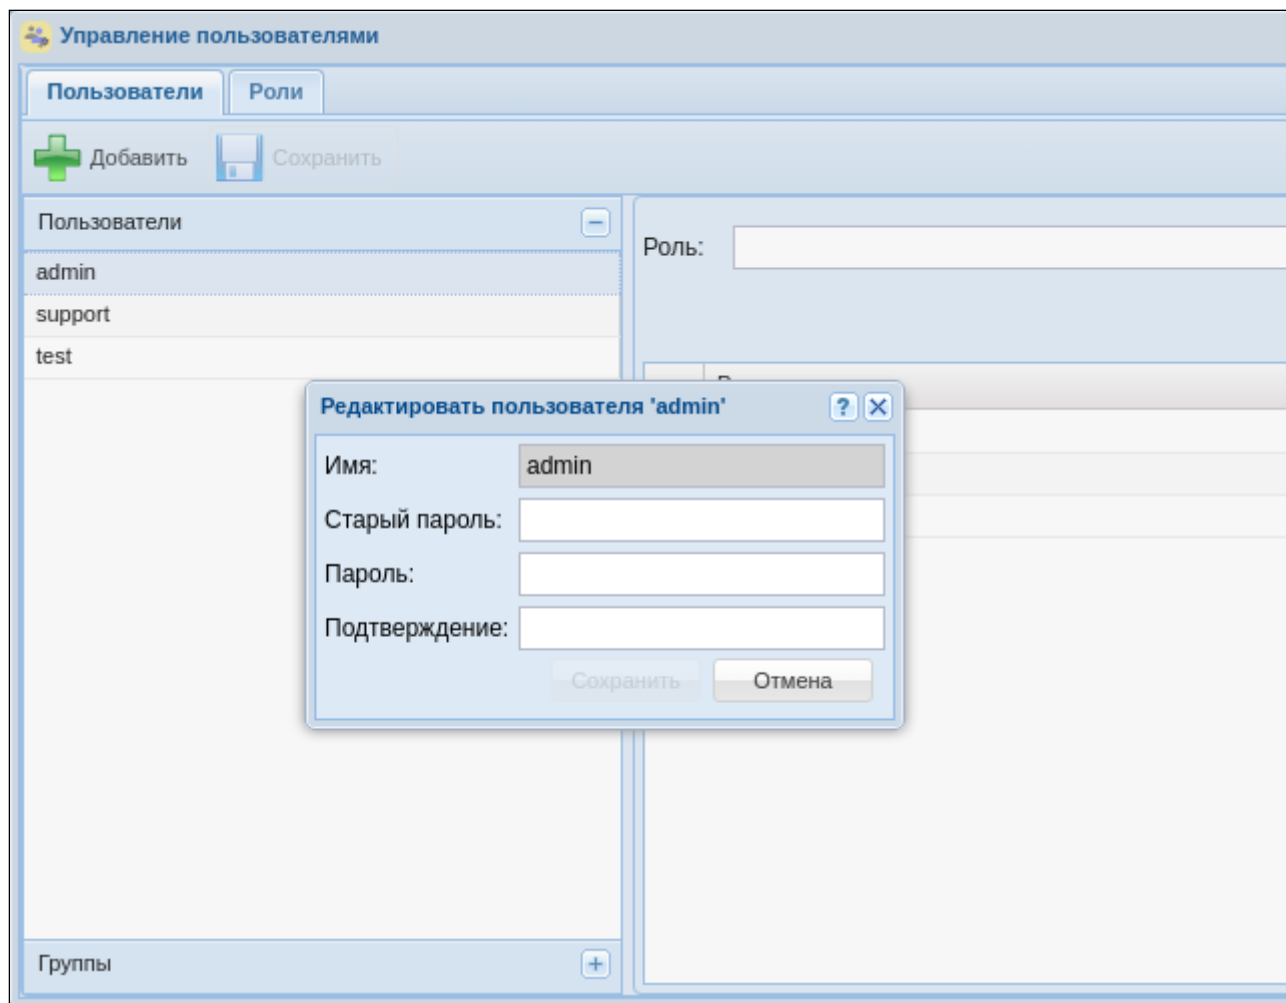 Управление пользователями
Пользователи Роли
Добавить Сохранить
Пользователи
Роль:
admin
support
test
Редактировать пользователя 'admin' ?
Имя: admin
Старый пароль:
Пароль:
Подтверждение:
Сохранить Отмена
Группы